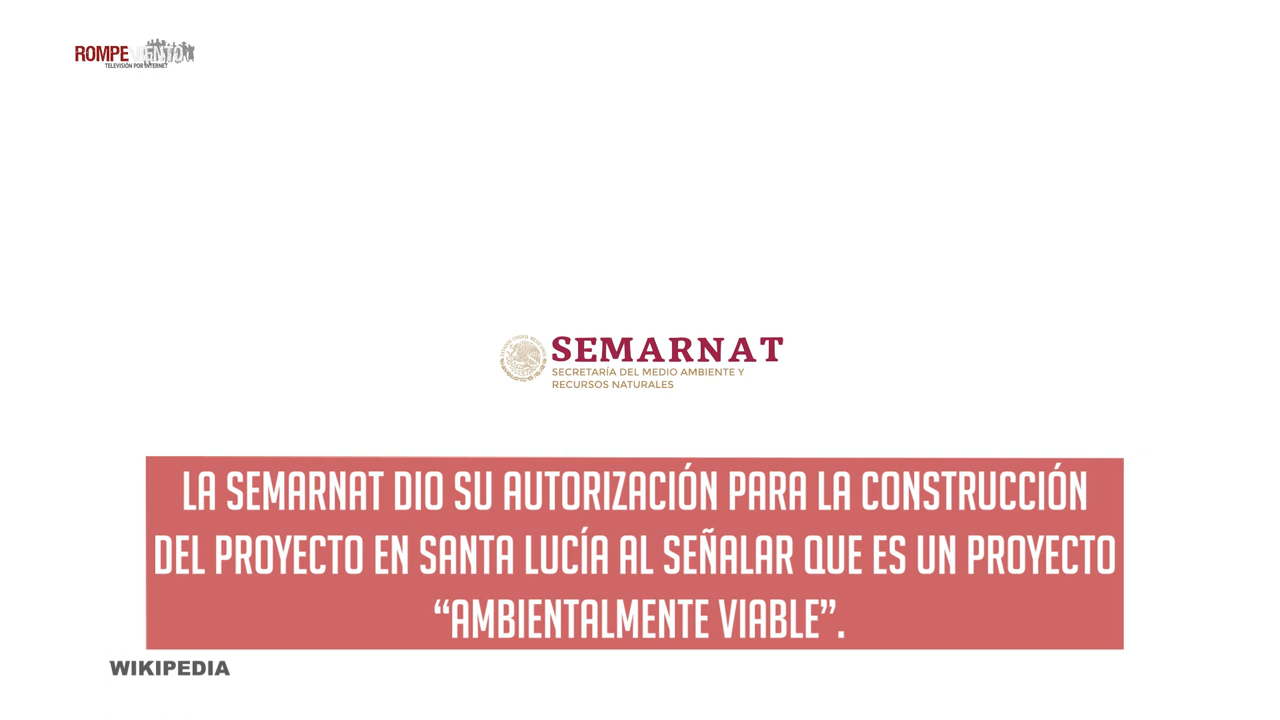 ROMPEVIENTO
TELEVISIÓN POR INTERNET
SEMARNAT
SECRETARÍA DEL MEDIO AMBIENTE Y
RECURSOS NATURALES
LA SEMARNAT DIO SU AUTORIZACIÓN PARA LA CONSTRUCCIÓN
DEL PROYECTO EN SANTA LUCÍA AL SEÑALAR QUE ES UN PROYECTO
“AMBIENTALMENTE VIABLE”.
WIKIPEDIA